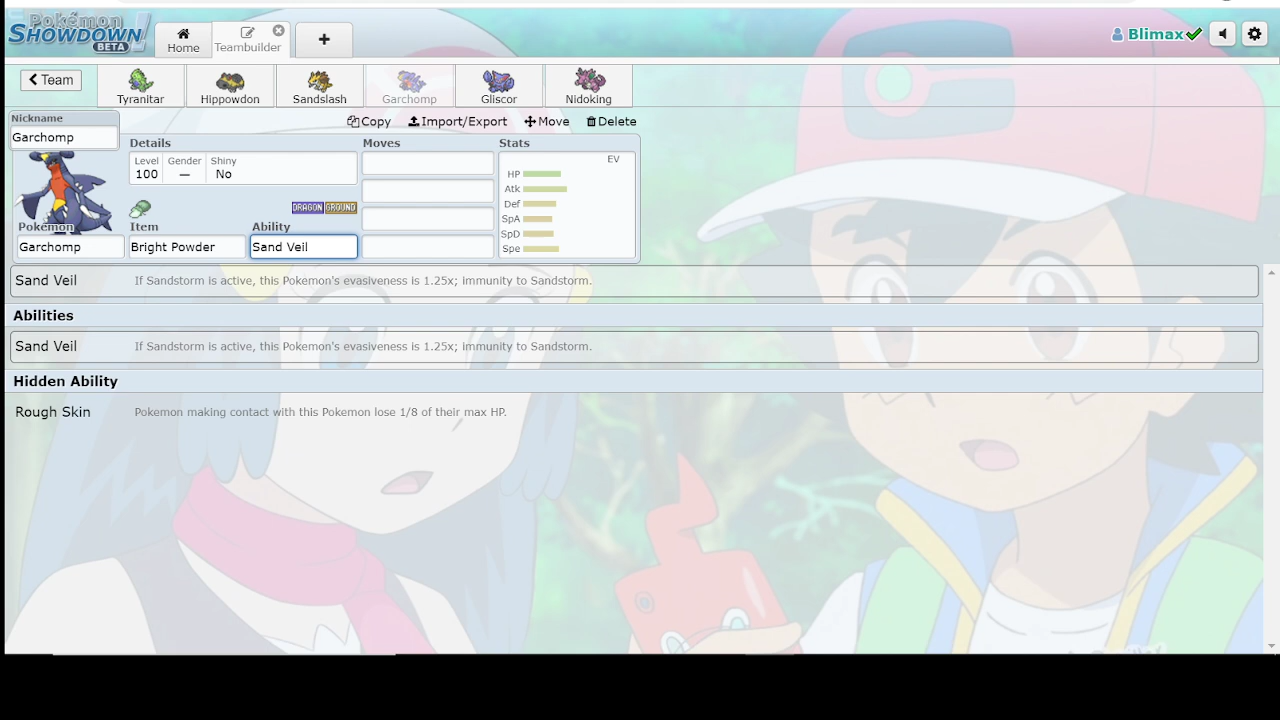 Pokémon
SHOWDOWN!
BETA
Home
Teambuilder
+
Blimax
Team
Tyranitar
Hippowdon
Sandslash
Garchomp
Gliscor
Nidoking
Nickname
Garchomp
Copy Import/Export Move Delete
Details
Moves
Stats
Level Gender Shiny
100 — No
EV
HP
Atk
Def
SpA
SpD
Spe
DRAGON GROUND
Pokémon
Item
Ability
Garchomp
Bright Powder
Sand Veil
Sand Veil If Sandstorm is active, this Pokemon's evasiveness is 1.25x; immunity to Sandstorm.
Abilities
Sand Veil If Sandstorm is active, this Pokemon's evasiveness is 1.25x; immunity to Sandstorm.
Hidden Ability
Rough Skin Pokemon making contact with this Pokemon lose 1/8 of their max HP.